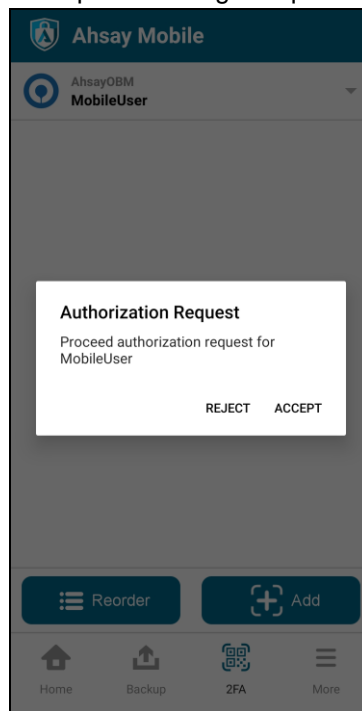 Ahsay Mobile
AhsayOBM
MobileUser
Authorization Request
Proceed authorization request for
MobileUser
REJECT ACCEPT
Reorder Add
Home Backup 2FA More